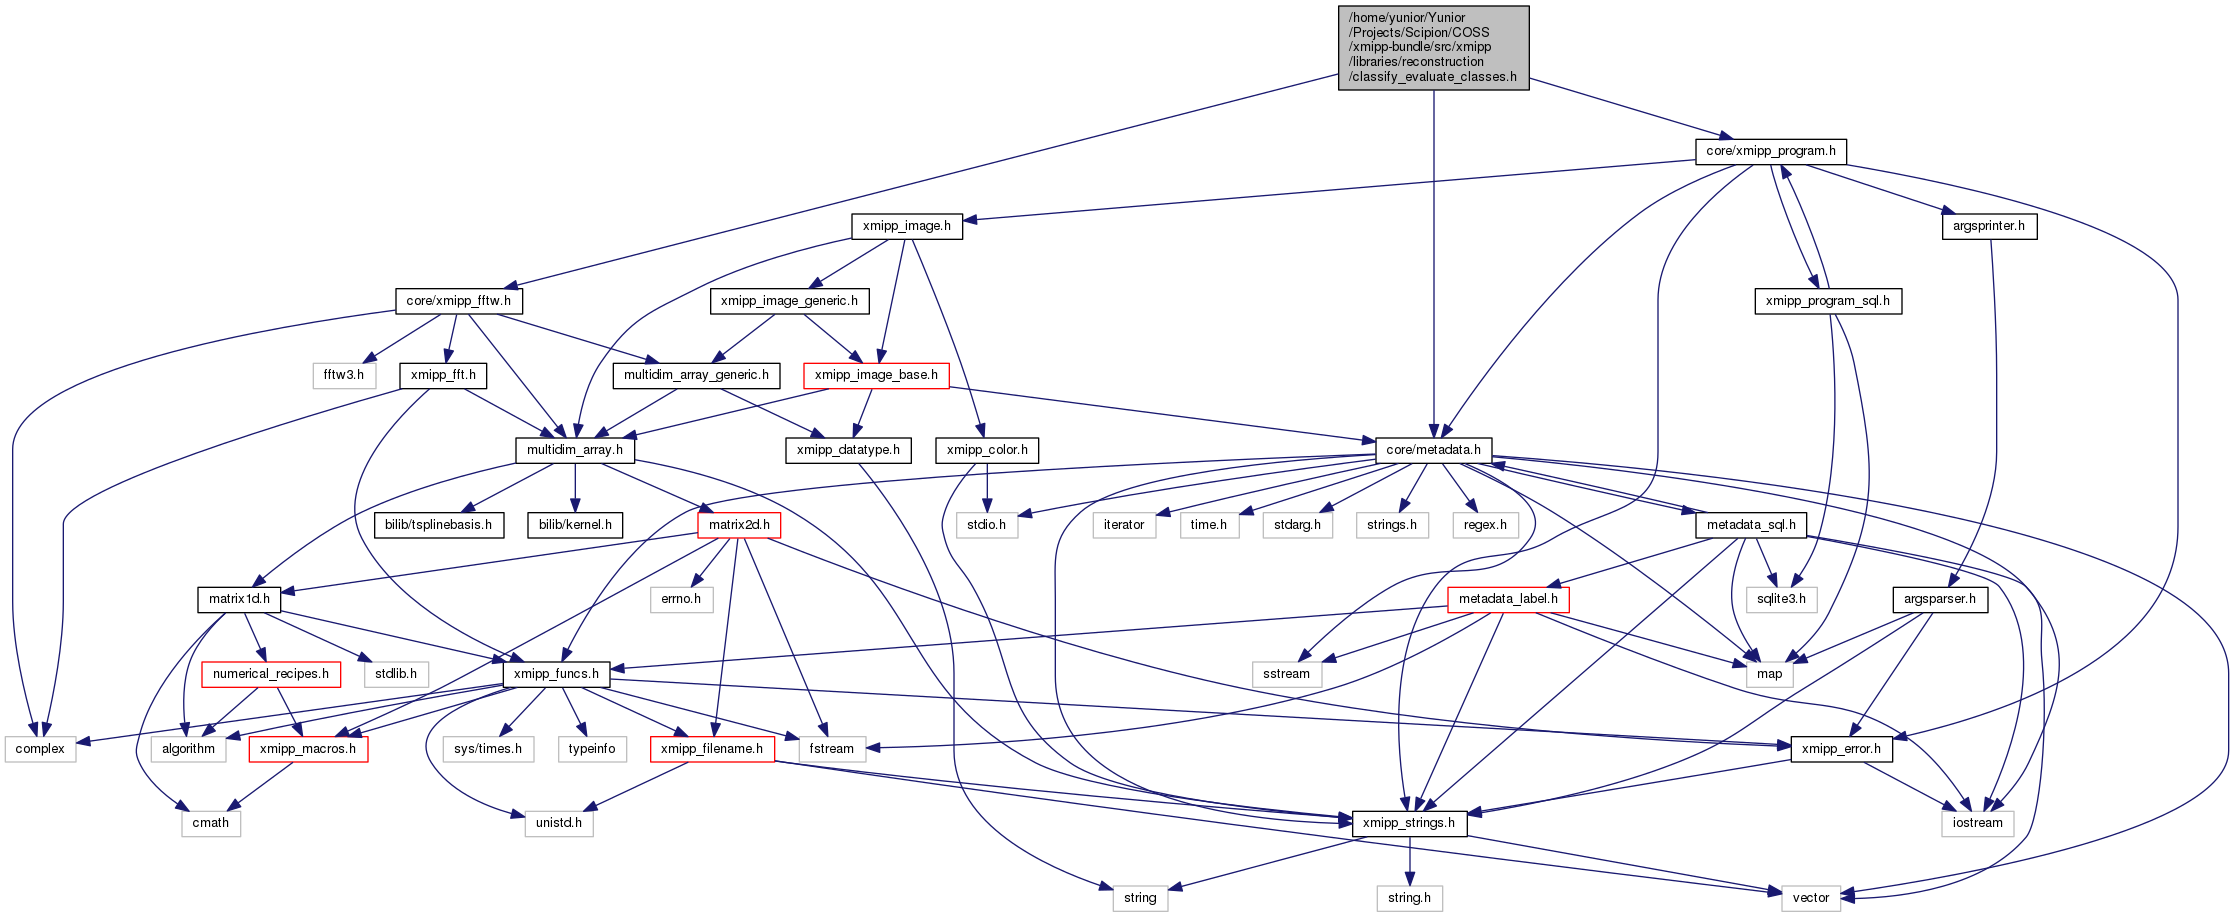 /home/yunior/Yunior
/Projects/Scipion/COSS
/xmipp-bundle/src/xmipp
/libraries/reconstruction
/classify_evaluate_classes.h
core/xmipp_program.h
xmipp_image.h
argsprinter.h
core/xmipp_fftw.h
xmipp_image_generic.h
xmipp_program_sql.h
fftw3.h
xmipp_fft.h
multidim_array_generic.h
xmipp_image_base.h
multidim_array.h
xmipp_datatype.h
xmipp_color.h
core/metadata.h
bilib/tsplinebasis.h
bilib/kernel.h
matrix2d.h
stdio.h
iterator
time.h
stdarg.h
strings.h
regex.h
metadata_sql.h
matrix1d.h
errno.h
metadata_label.h
sqlite3.h
argsparser.h
numerical_recipes.h
stdlib.h
xmipp_funcs.h
sstream
map
complex
algorithm
xmipp_macros.h
sys/times.h
typeinfo
xmipp_filename.h
fstream
xmipp_error.h
cmath
unistd.h
xmipp_strings.h
iostream
string
string.h
vector